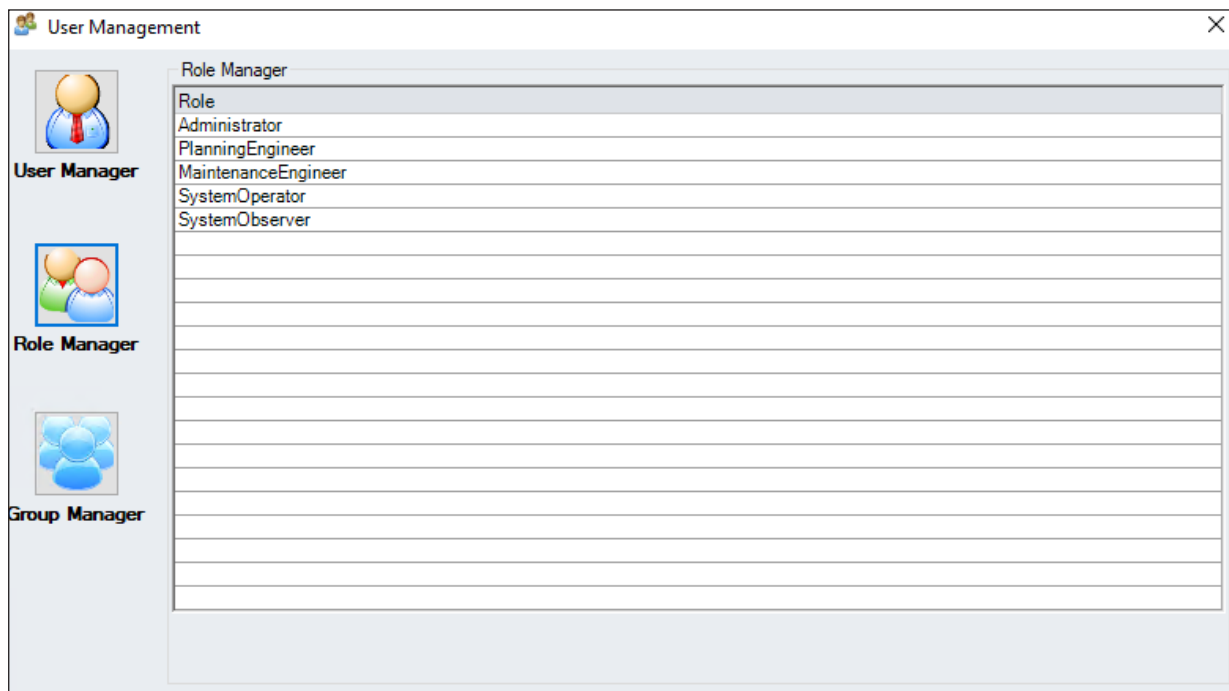 User Management
User Manager
Role Manager
Group Manager
Role Manager
Role
Administrator
PlanningEngineer
MaintenanceEngineer
SystemOperator
SystemObserver